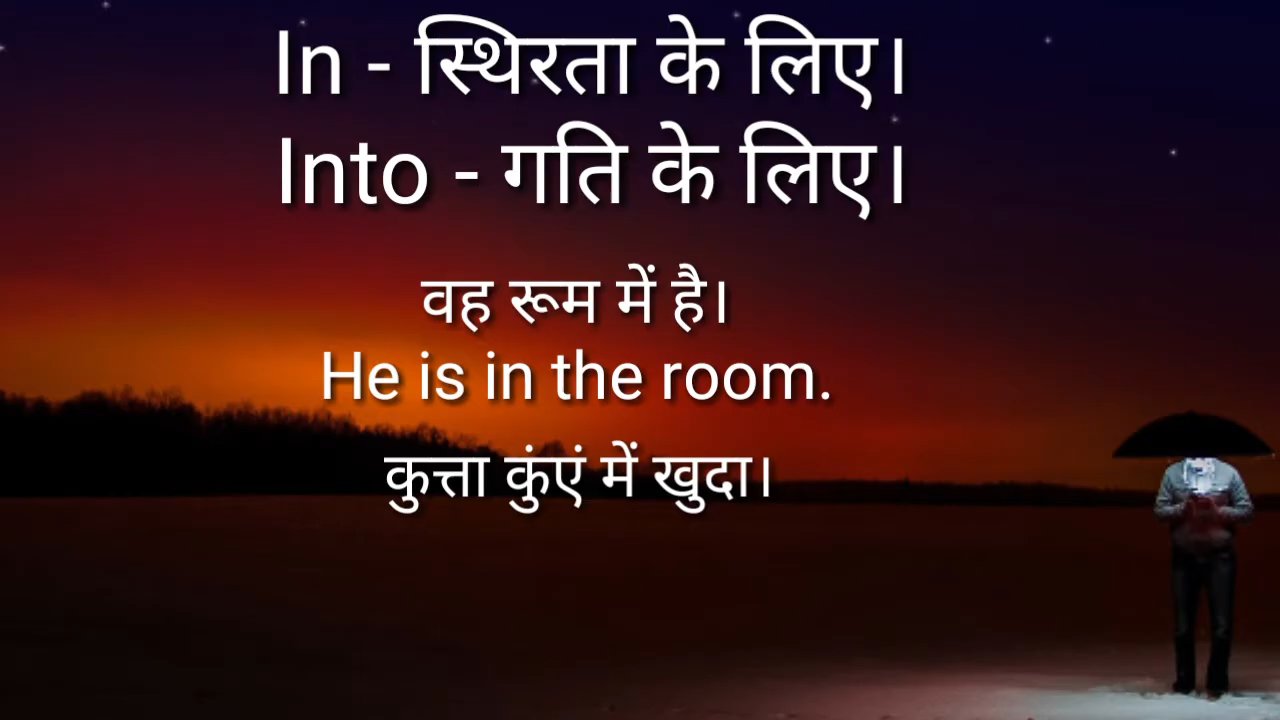 In - स्थिरता के लिए।
Into - गति के लिए।
वह रूम में है।
He is in the room.
कुत्ता कुंएं में खुदा।